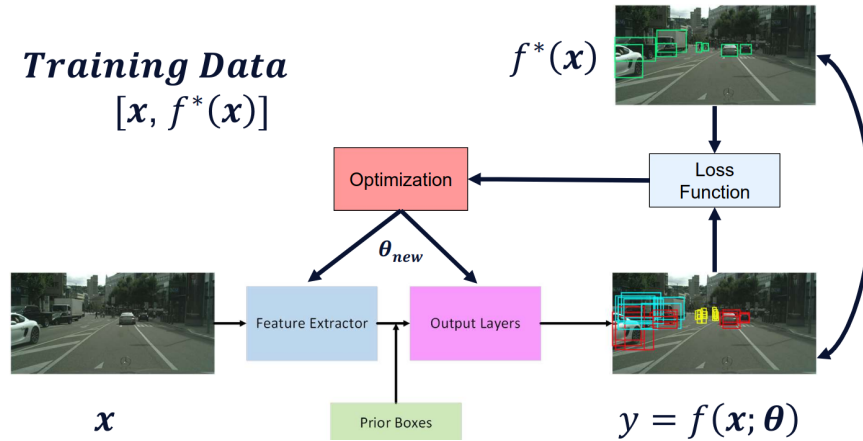 Training Data
[x, f*(x)]
f*(x)
Optimization
Loss
Function
θnew
Feature Extractor
Output Layers
Prior Boxes
x
y = f(x; θ)